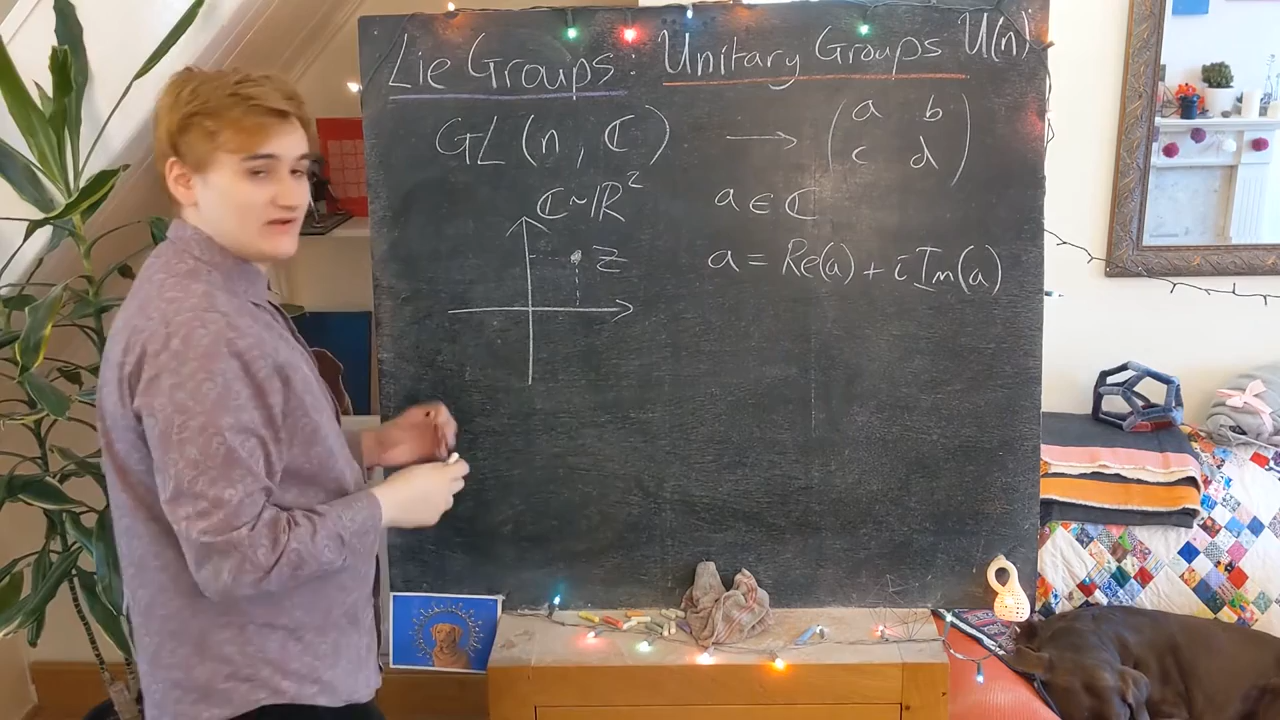 Lie Groups: Unitary Groups U(n)
GL(n, ℂ) → (a b
c d)
ℂ~ℝ²
a ∈ ℂ
z
a = Re(a) + i Im(a)